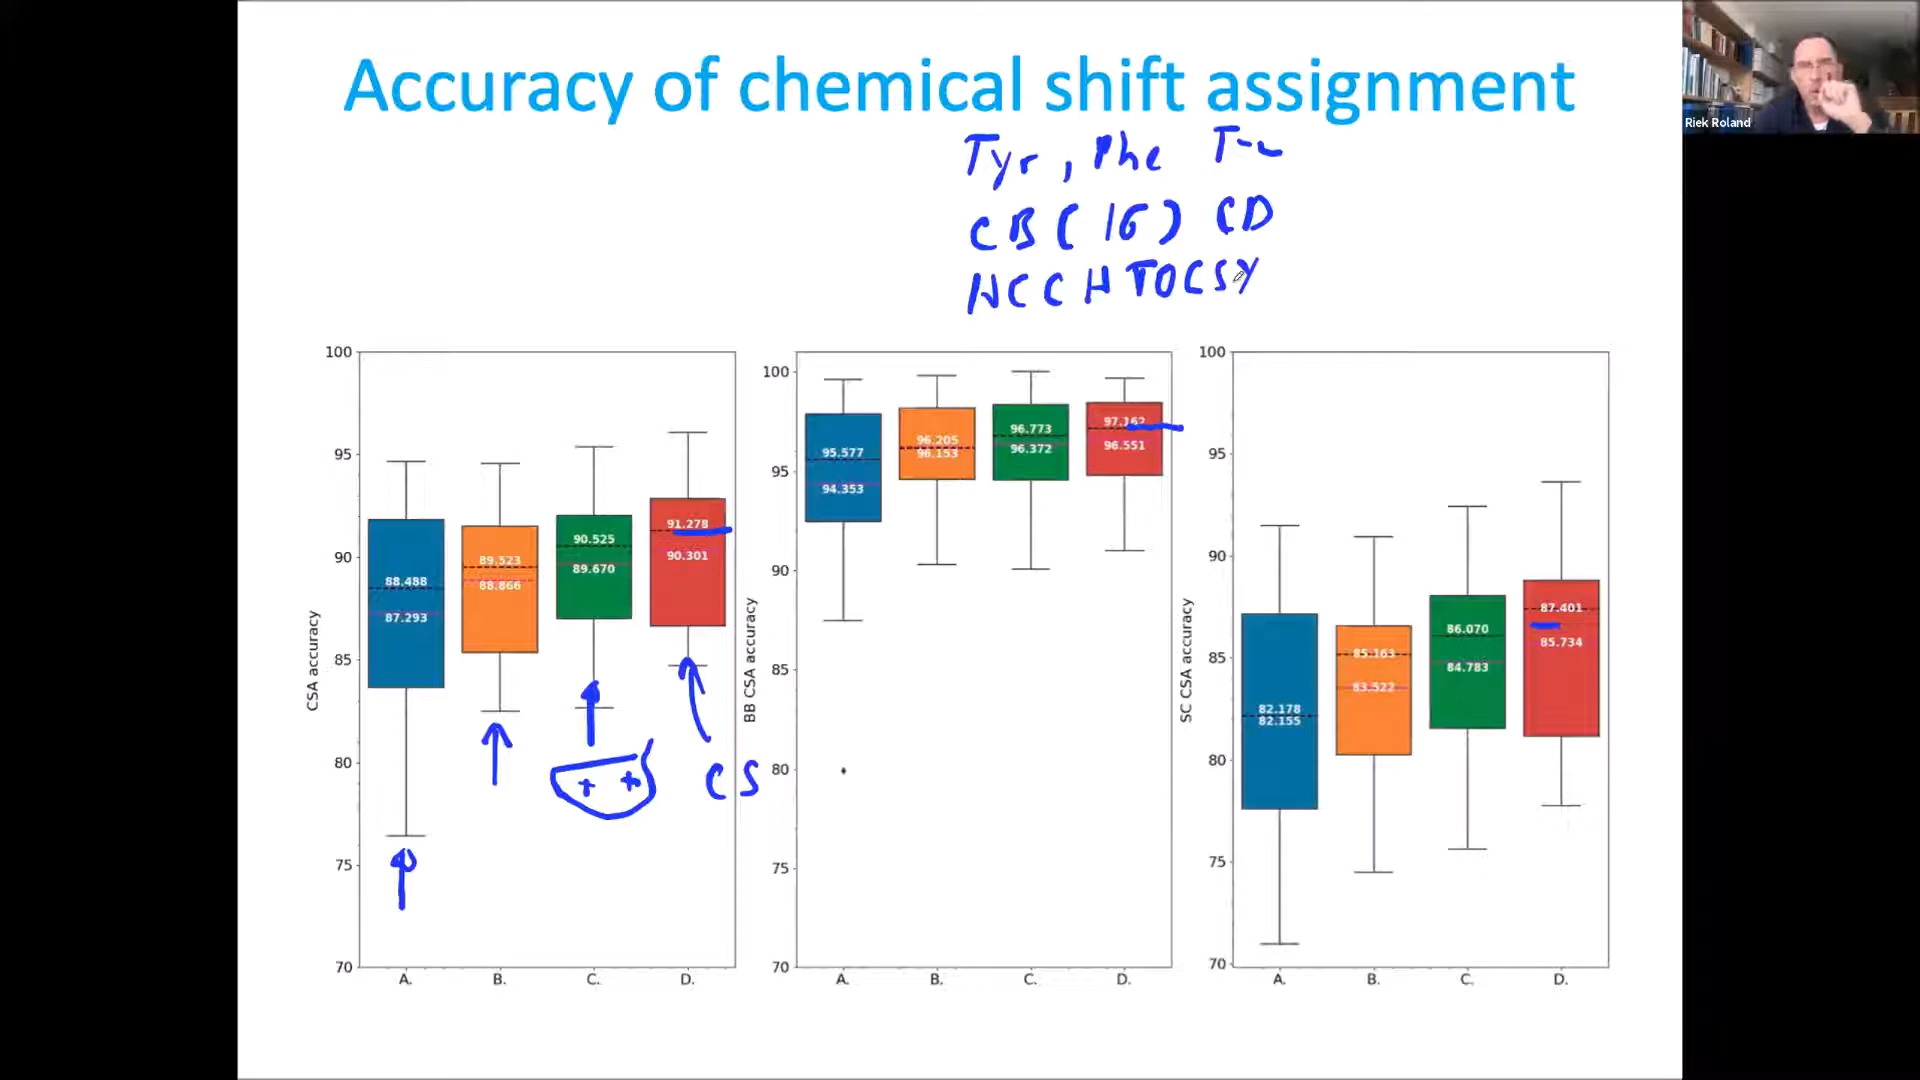 Accuracy of chemical shift assignment
Riek Roland
Tyr, Phe
CB (1G) CD
HCCH TOCSY
100
95
90
85
80
75
70
CSA accuracy
88.488
87.293
89.523
88.866
90.525
89.670
91.278
90.301
CS
A.
B.
C.
D.
100
95
90
85
80
75
70
BB CSA accuracy
95.577
94.353
96.205
96.153
96.773
96.372
97.162
96.551
A.
B.
C.
D.
100
95
90
85
80
75
70
SC CSA accuracy
82.178
82.155
85.163
83.522
86.070
84.783
87.401
85.734
A.
B.
C.
D.